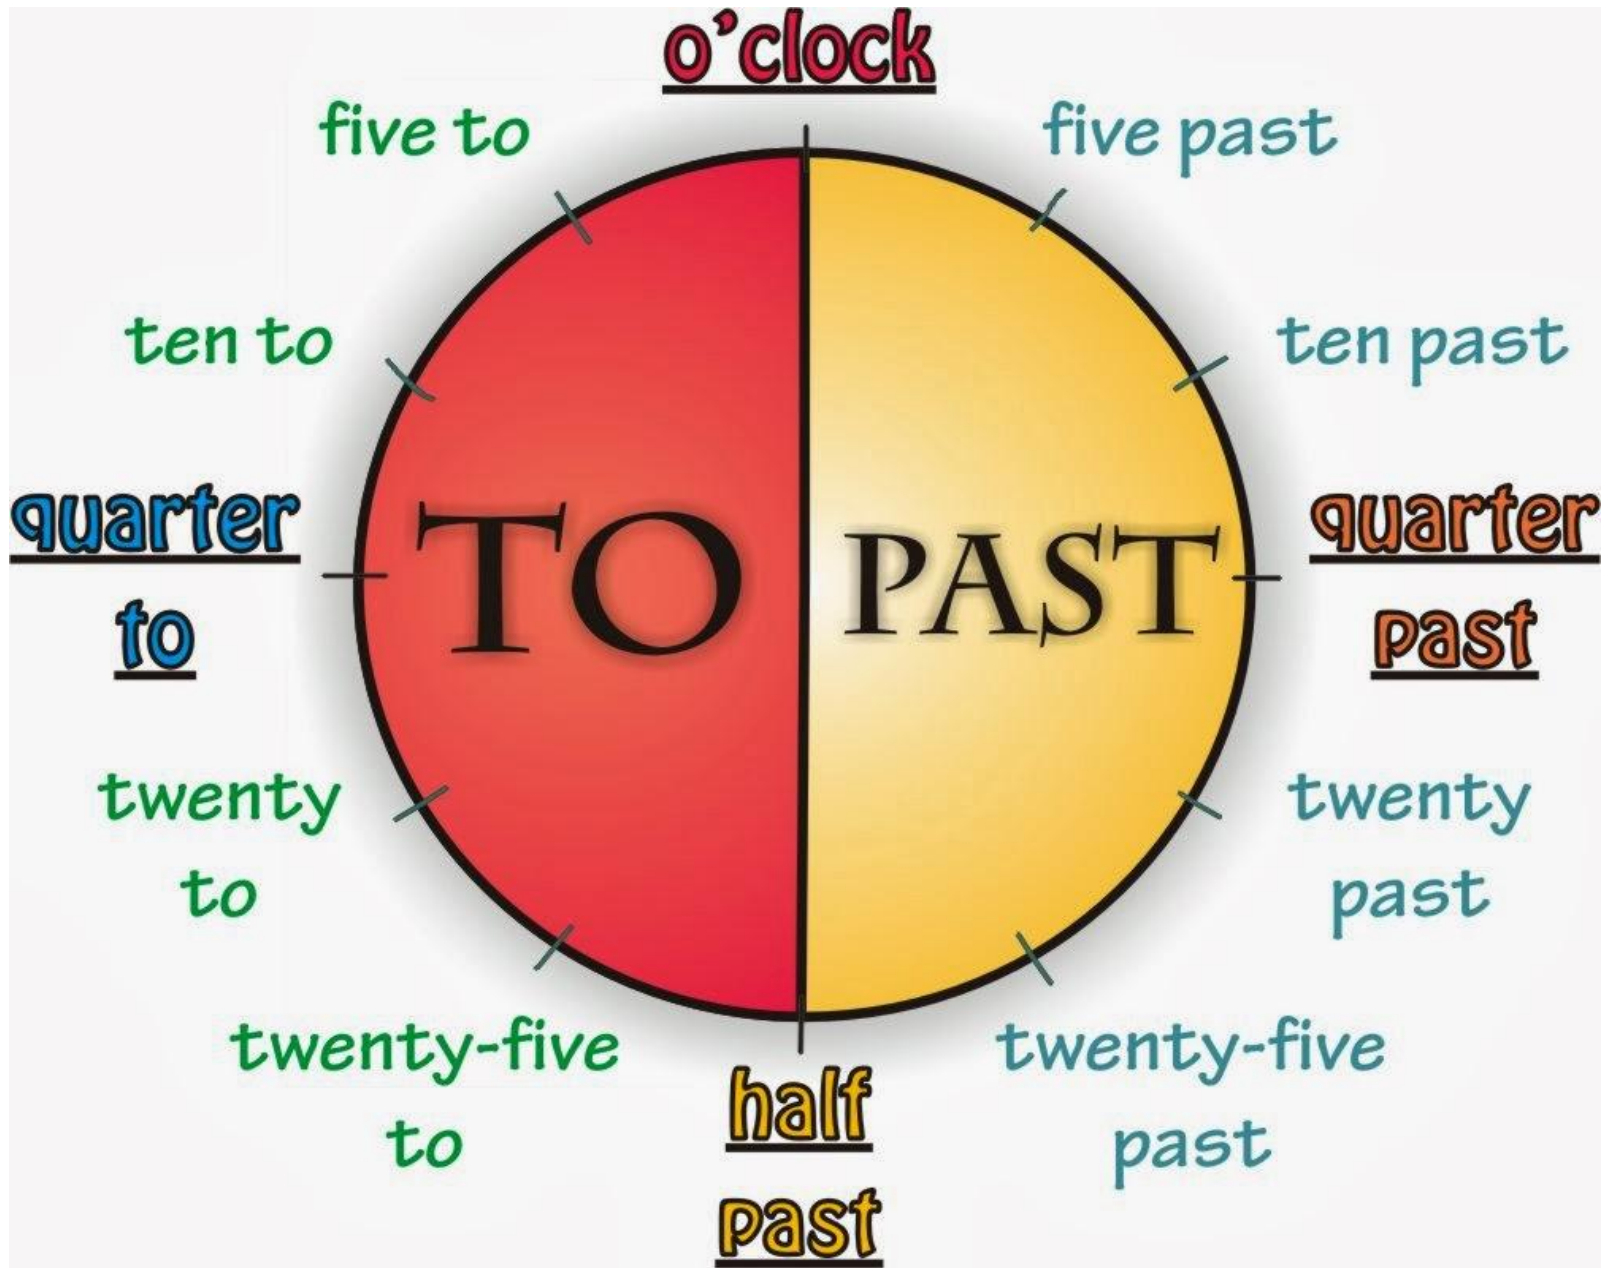 o'clock
five to
five past
ten to
ten past
quarter
to
quarter
past
TO
PAST
twenty
to
twenty
past
twenty-five
to
twenty-five
past
half
past